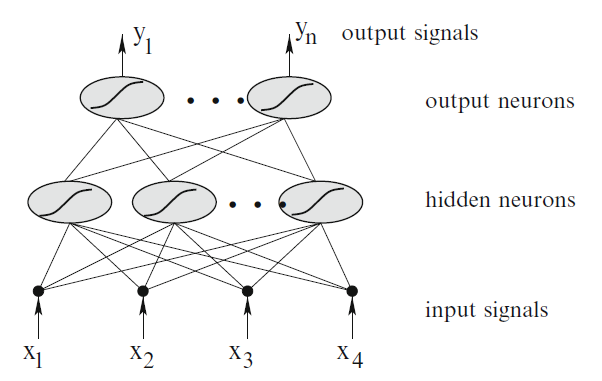 y1 yn output signals
output neurons
hidden neurons
input signals
x1 x2 x3 x4